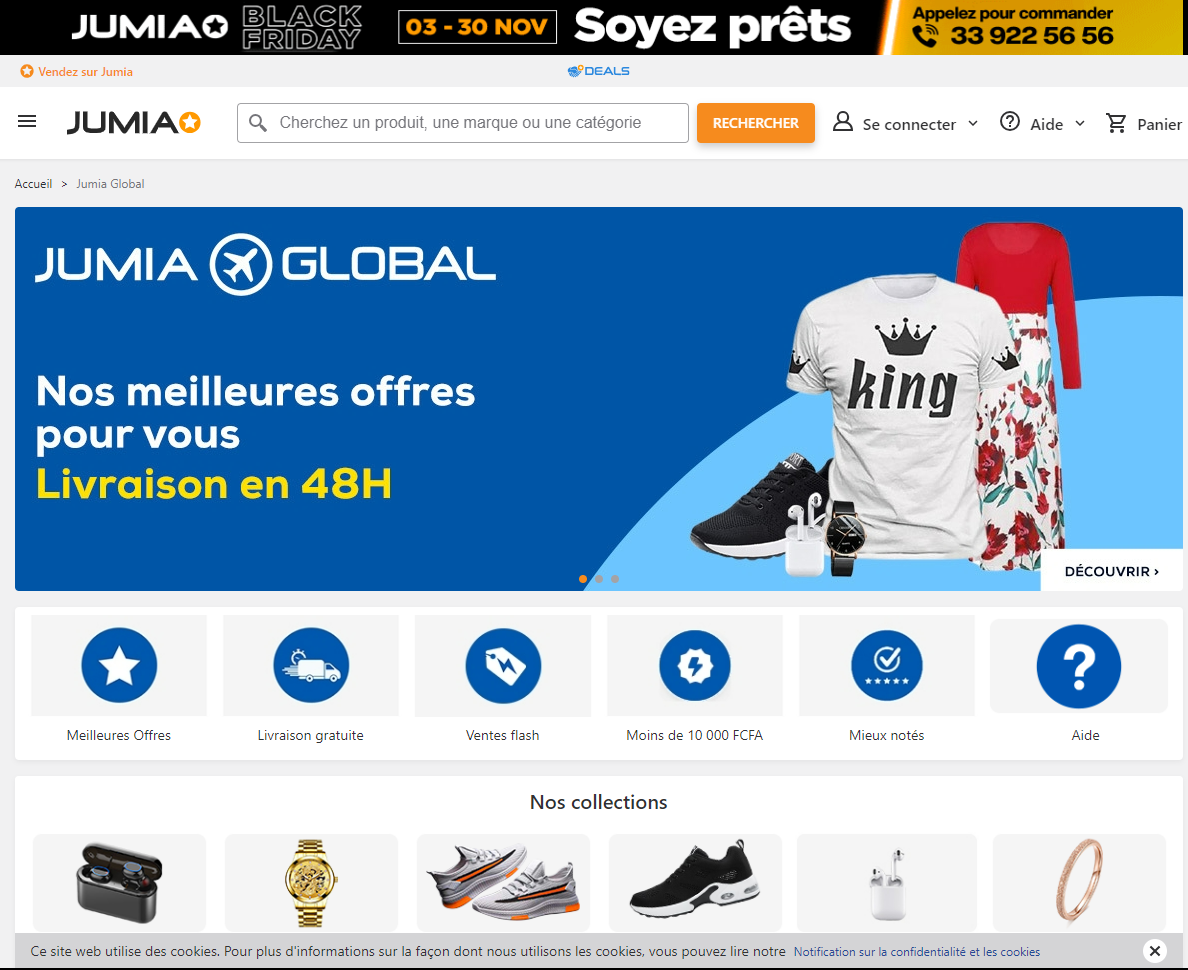 JUMIA
BLACK FRIDAY
03 - 30 NOV
Soyez prêts
Appelez pour commander
33 922 56 56
Vendez sur Jumia
DEALS
JUMIA
Cherchez un produit, une marque ou une catégorie
RECHERCHER
Se connecter
Aide
Panier
Accueil > Jumia Global
JUMIA GLOBAL
Nos meilleures offres
pour vous
Livraison en 48H
king
DÉCOUVRIR ›
Meilleures Offres
Livraison gratuite
Ventes flash
Moins de 10 000 FCFA
Mieux notés
Aide
Nos collections
Ce site web utilise des cookies. Pour plus d'informations sur la façon dont nous utilisons les cookies, vous pouvez lire notre Notification sur la confidentialité et les cookies